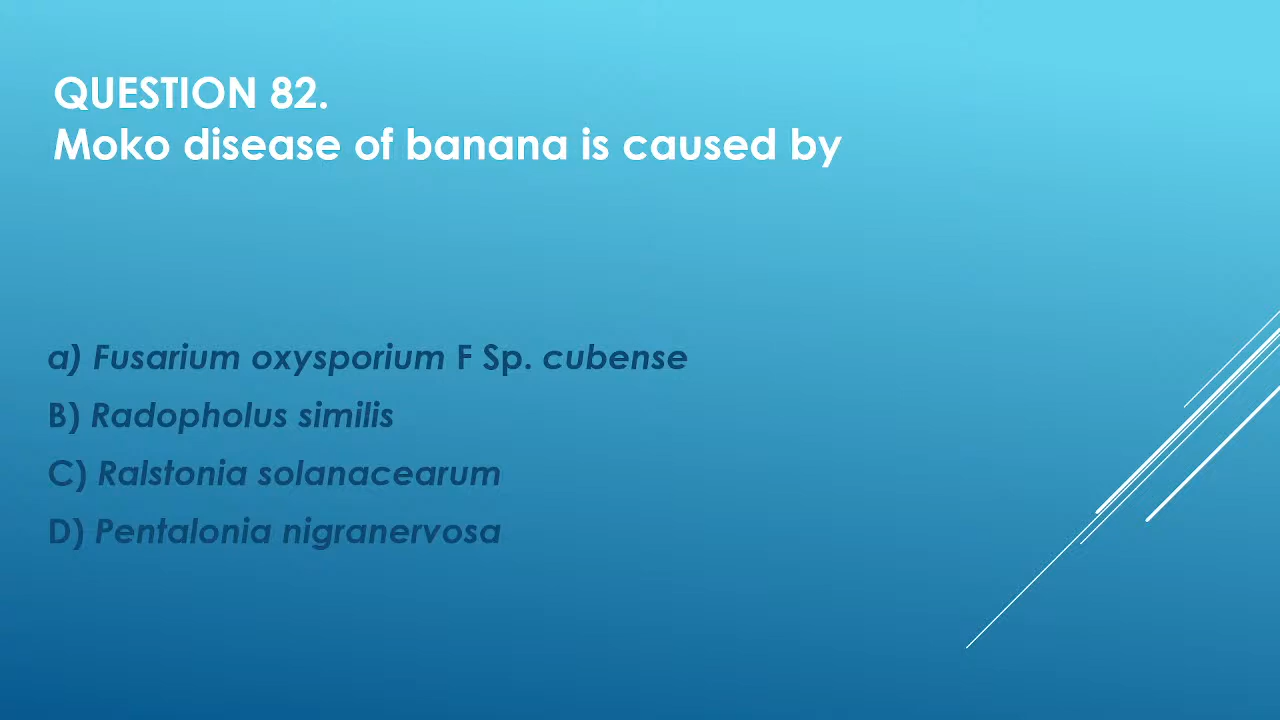 QUESTION 82.
Moko disease of banana is caused by
a) Fusarium oxysporium F Sp. cubense
B) Radopholus similis
C) Ralstonia solanacearum
D) Pentalonia nigranervosa